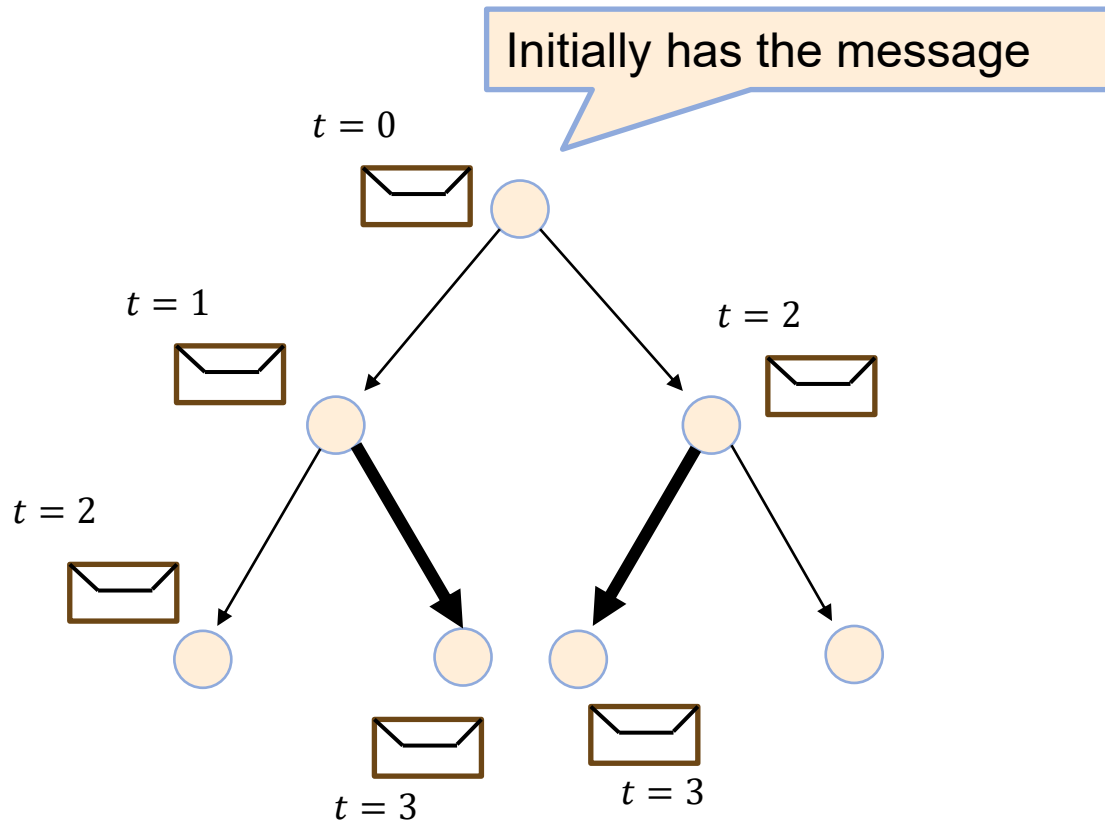 Initially has the message
t = 0
t = 1
t = 2
t = 2
t = 3
t = 3